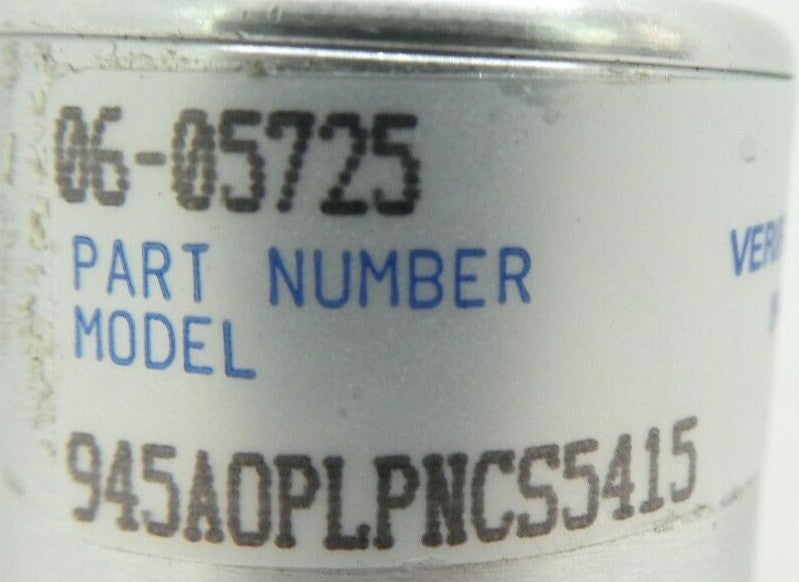 06-05725
PART NUMBER
MODEL
945AOPLPNCS5415